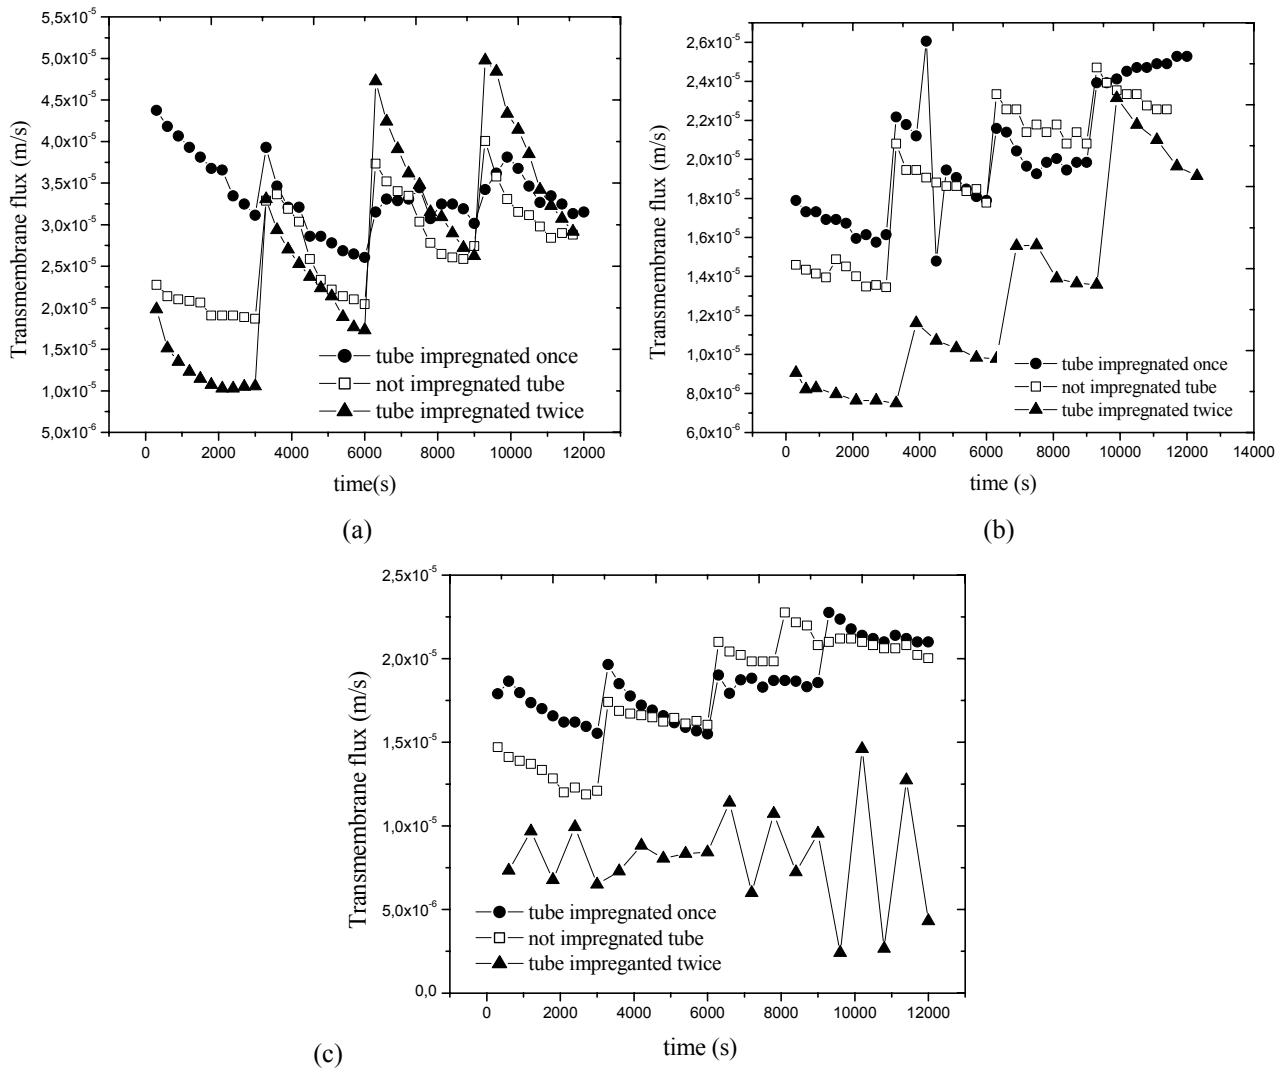 5,5x10⁻⁵
5,0x10⁻⁵
4,5x10⁻⁵
4,0x10⁻⁵
3,5x10⁻⁵
3,0x10⁻⁵
2,5x10⁻⁵
2,0x10⁻⁵
1,5x10⁻⁵
1,0x10⁻⁵
5,0x10⁻⁶
Transmembrane flux (m/s)
tube impregnated once
not impregnated tube
tube impregnated twice
0 2000 4000 6000 8000 10000 12000
time(s)
(a)
2,6x10⁻⁵
2,4x10⁻⁵
2,2x10⁻⁵
2,0x10⁻⁵
1,8x10⁻⁵
1,6x10⁻⁵
1,4x10⁻⁵
1,2x10⁻⁵
1,0x10⁻⁵
8,0x10⁻⁶
6,0x10⁻⁶
Transmembrane flux (m/s)
tube impregnated once
not impregnated tube
tube impregnated twice
0 2000 4000 6000 8000 10000 12000 14000
time (s)
(b)
2,5x10⁻⁵
2,0x10⁻⁵
1,5x10⁻⁵
1,0x10⁻⁵
5,0x10⁻⁶
0,0
Transmembrane flux (m/s)
tube impregnated once
not impregnated tube
tube impreganted twice
0 2000 4000 6000 8000 10000 12000
time (s)
(c)